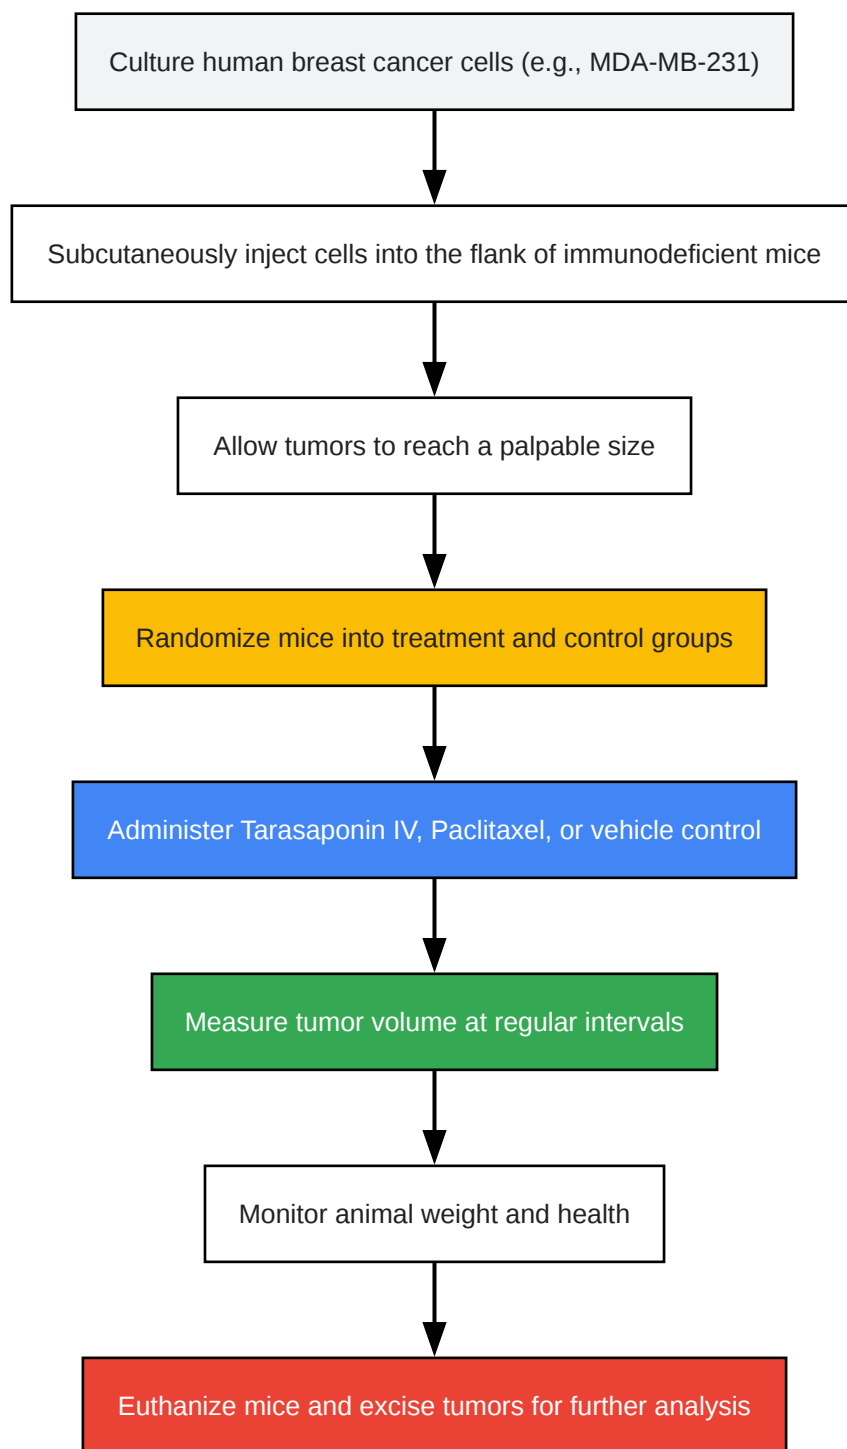 Culture human breast cancer cells (e.g., MDA-MB-231)
Subcutaneously inject cells into the flank of immunodeficient mice
Allow tumors to reach a palpable size
Randomize mice into treatment and control groups
Administer Tarasaponin IV, Paclitaxel, or vehicle control
Measure tumor volume at regular intervals
Monitor animal weight and health
Euthanize mice and excise tumors for further analysis